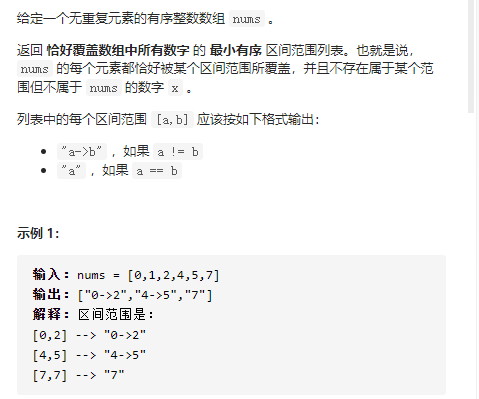 给定一个无重复元素的有序整数数组 nums 。
返回 恰好覆盖数组中所有数字 的 最小有序 区间范围列表。也就是说，
nums 的每个元素都恰好被某个区间范围所覆盖，并且不存在属于某个范
围但不属于 nums 的数字 x 。
列表中的每个区间范围 [a,b] 应该按如下格式输出：
• "a->b" ，如果 a != b
• "a" ，如果 a == b
示例 1：
输入：nums = [0,1,2,4,5,7]
输出：["0->2","4->5","7"]
解释：区间范围是：
[0,2] --> "0->2"
[4,5] --> "4->5"
[7,7] --> "7"